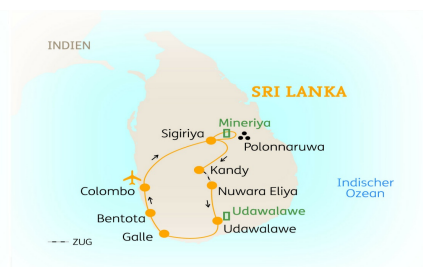 INDIEN
SRI LANKA
Mineriya
Sigiriya
Polonnaruwa
Kandy
Colombo
Nuwara Eliya
Indischer
Ozean
Bentota
Udawalawe
Udawalawe
Galle
ZUG